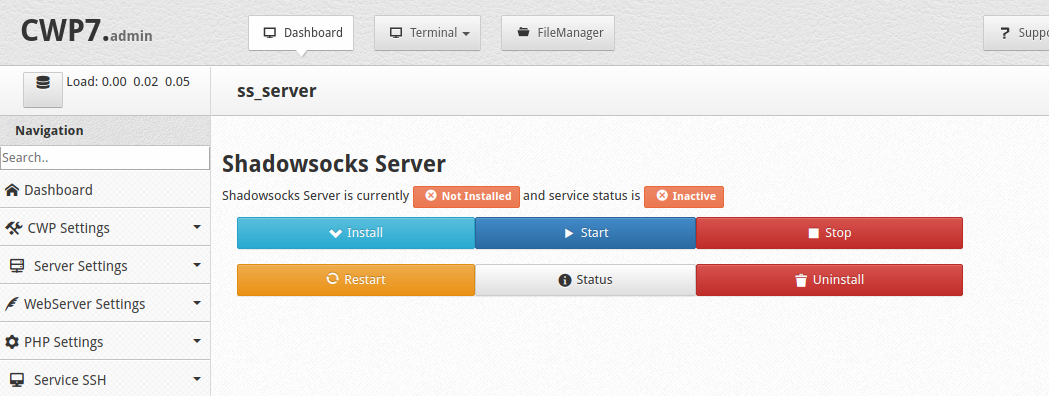 CWP7.admin
Dashboard
Terminal
FileManager
? Suppo
Load: 0.00 0.02 0.05
ss_server
Navigation
Search..
Dashboard
CWP Settings
Server Settings
WebServer Settings
PHP Settings
Service SSH
Shadowsocks Server
Shadowsocks Server is currently Not Installed and service status is Inactive
Install
Start
Stop
Restart
Status
Uninstall